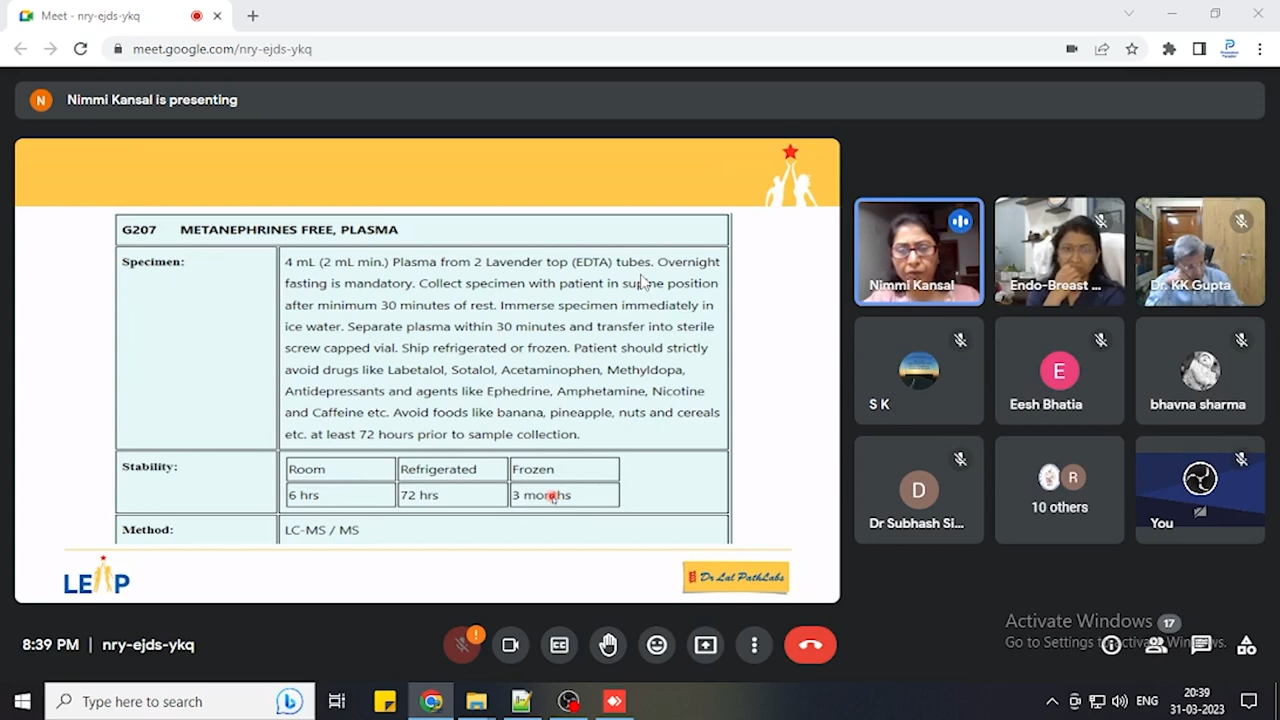 Meet - nry-ejds-ykq
meet.google.com/nry-ejds-ykq
N
Nimmi Kansal is presenting
G207 METANEPHRINES FREE, PLASMA
Specimen:
4 mL (2 mL min.) Plasma from 2 Lavender top (EDTA) tubes. Overnight
fasting is mandatory. Collect specimen with patient in supine position
after minimum 30 minutes of rest. Immerse specimen immediately in
ice water. Separate plasma within 30 minutes and transfer into sterile
screw capped vial. Ship refrigerated or frozen. Patient should strictly
avoid drugs like Labetalol, Sotalol, Acetaminophen, Methyldopa,
Antidepressants and agents like Ephedrine, Amphetamine, Nicotine
and Caffeine etc. Avoid foods like banana, pineapple, nuts and cereals
etc. at least 72 hours prior to sample collection.
Stability:
Room Refrigerated Frozen
6 hrs 72 hrs 3 months
Method:
LC-MS / MS
LEAP
Dr Lal PathLabs
Nimmi Kansal
Endo-Breast ...
Dr. KK Gupta
S K
E
Eesh Bhatia
bhavna sharma
D
Dr Subhash Si...
R
10 others
You
Activate Windows
Go to Settings to activate Windows.
17
8:39 PM | nry-ejds-ykq
CC
Type here to search
ENG
20:39
31-03-2023